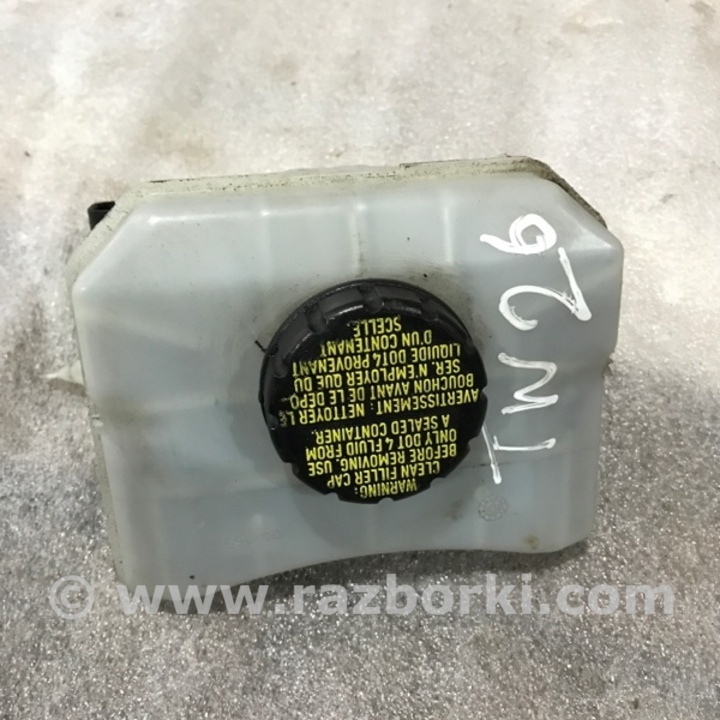 WARNING:
CLEAN FILLER CAP
BEFORE REMOVING. USE
ONLY DOT 4 FLUID FROM
A SEALED CONTAINER.
AVERTISSEMENT: NETTOYER LE
BOUCHON AVANT DE LE DEPO-
SER. N'EMPLOYER QUE DU
LIQUIDE DOT4 PROVENANT
D'UN CONTENANT
SCELLE.
TW26
© www.razborki.com